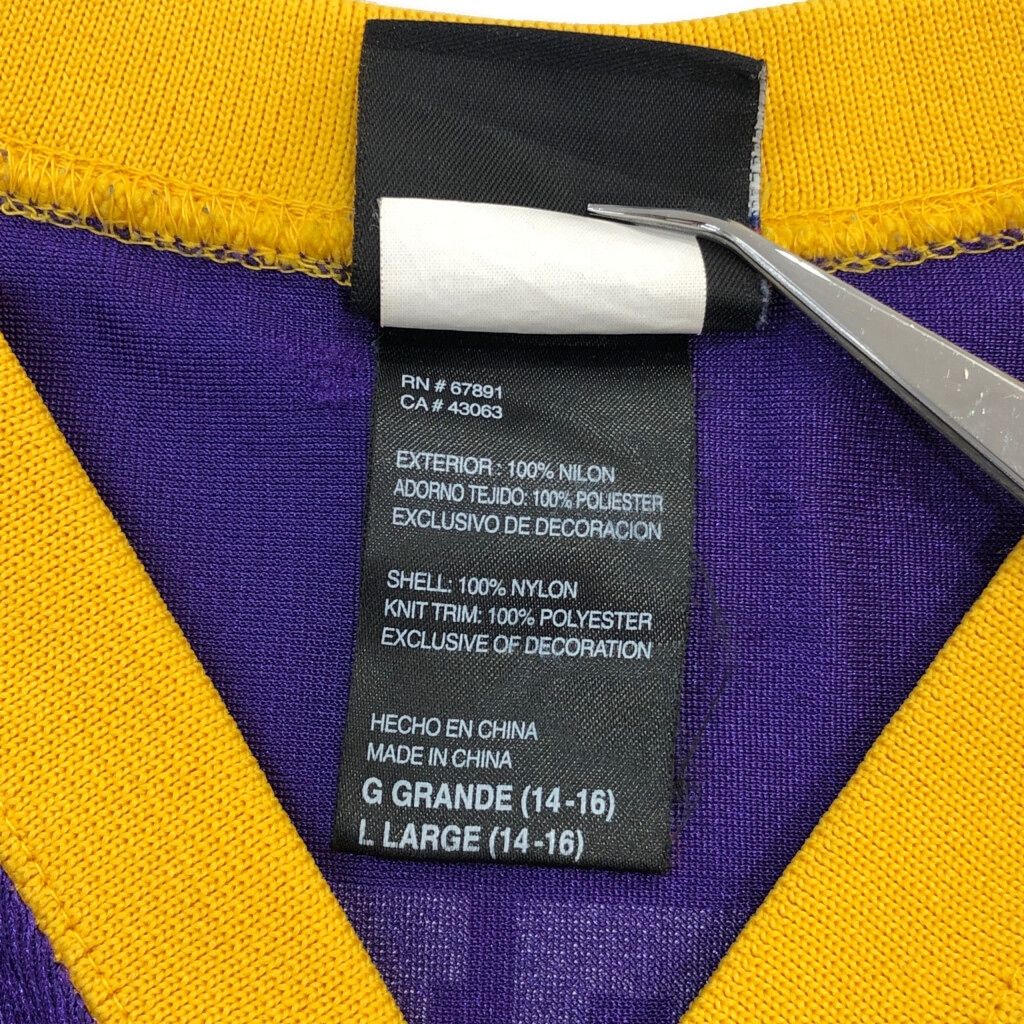 RN # 67891
CA # 43063
EXTERIOR : 100% NILON
ADORNO TEJIDO: 100% POLIESTER
EXCLUSIVO DE DECORACION
SHELL: 100% NYLON
KNIT TRIM: 100% POLYESTER
EXCLUSIVE OF DECORATION
HECHO EN CHINA
MADE IN CHINA
G GRANDE (14-16)
L LARGE (14-16)